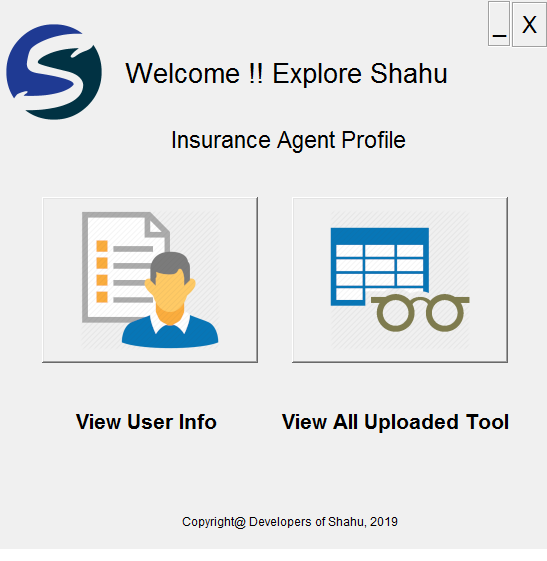 _ X
Welcome !! Explore Shahu
Insurance Agent Profile
View User Info
View All Uploaded Tool
Copyright@ Developers of Shahu, 2019